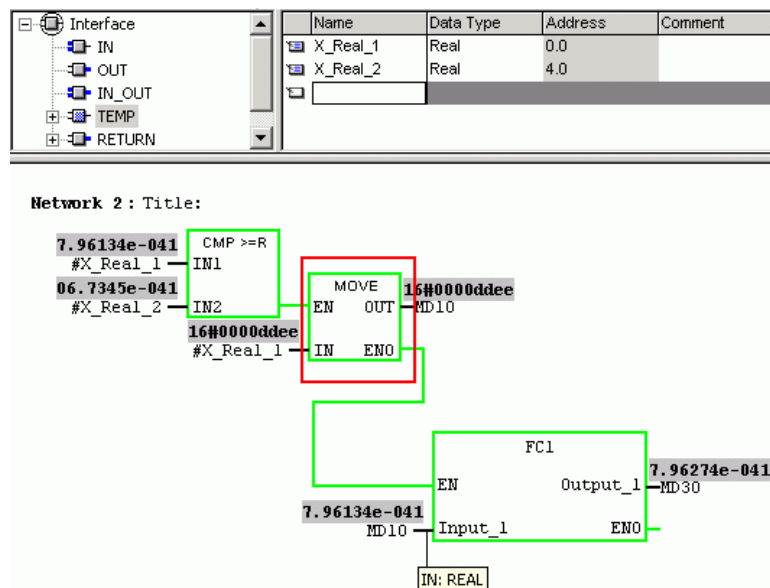 Interface
IN
OUT
IN_OUT
TEMP
RETURN
Name Data Type Address Comment
X_Real_1 Real 0.0
X_Real_2 Real 4.0
Network 2 : Title:
7.96134e-041
CMP >=R
#X_Real_1 IN1
06.7345e-041
#X_Real_2 IN2
MOVE
16#0000ddee
EN OUT MD10
16#0000ddee
#X_Real_1 IN ENO
FC1
7.96274e-041
EN Output_1 MD30
7.96134e-041
MD10 Input_1 ENO
IN: REAL